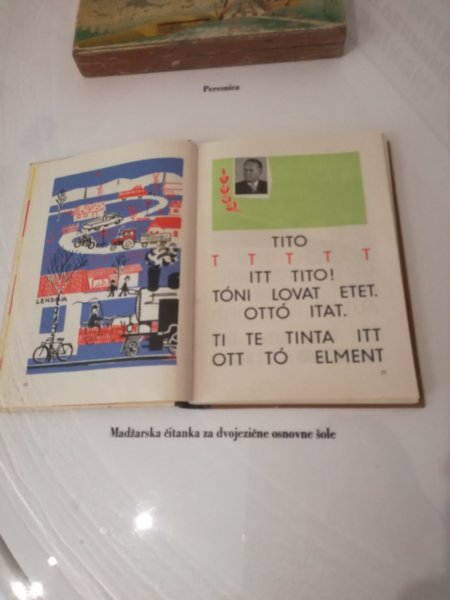 Peresnica
LENDAVA
TITO
T T T T T
ITT TITO!
TÓNI LOVAT ETET.
OTTÓ ITAT.
TI TE TINTA ITT
OTT TÓ ELMENT
Madžarska čitanka za dvojezične osnovne šole